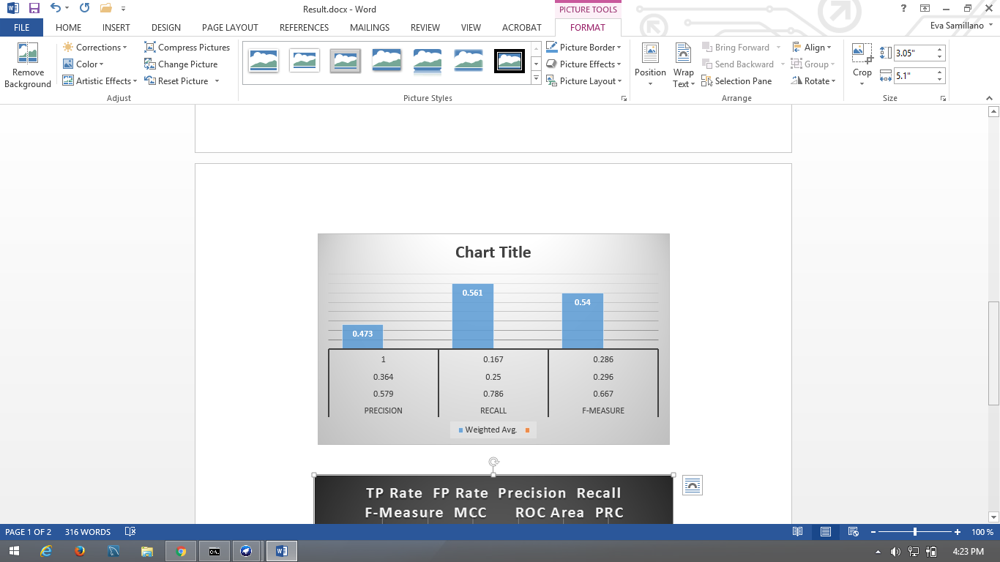 Result.docx - Word
PICTURE TOOLS
?
FILE HOME INSERT DESIGN PAGE LAYOUT REFERENCES MAILINGS REVIEW VIEW ACROBAT FORMAT
Eva Samillano
Remove Background
Corrections
Color
Artistic Effects
Compress Pictures
Change Picture
Reset Picture
Adjust
Picture Styles
Picture Border
Picture Effects
Picture Layout
Position
Wrap Text
Bring Forward
Send Backward
Selection Pane
Align
Group
Rotate
Arrange
Crop
3.05"
5.1"
Size
Chart Title
0.473 0.561 0.54
1 0.167 0.286
0.364 0.25 0.296
0.579 0.786 0.667
PRECISION RECALL F-MEASURE
Weighted Avg.
TP Rate FP Rate Precision Recall
F-Measure MCC ROC Area PRC
PAGE 1 OF 2 316 WORDS
100 %
4:23 PM